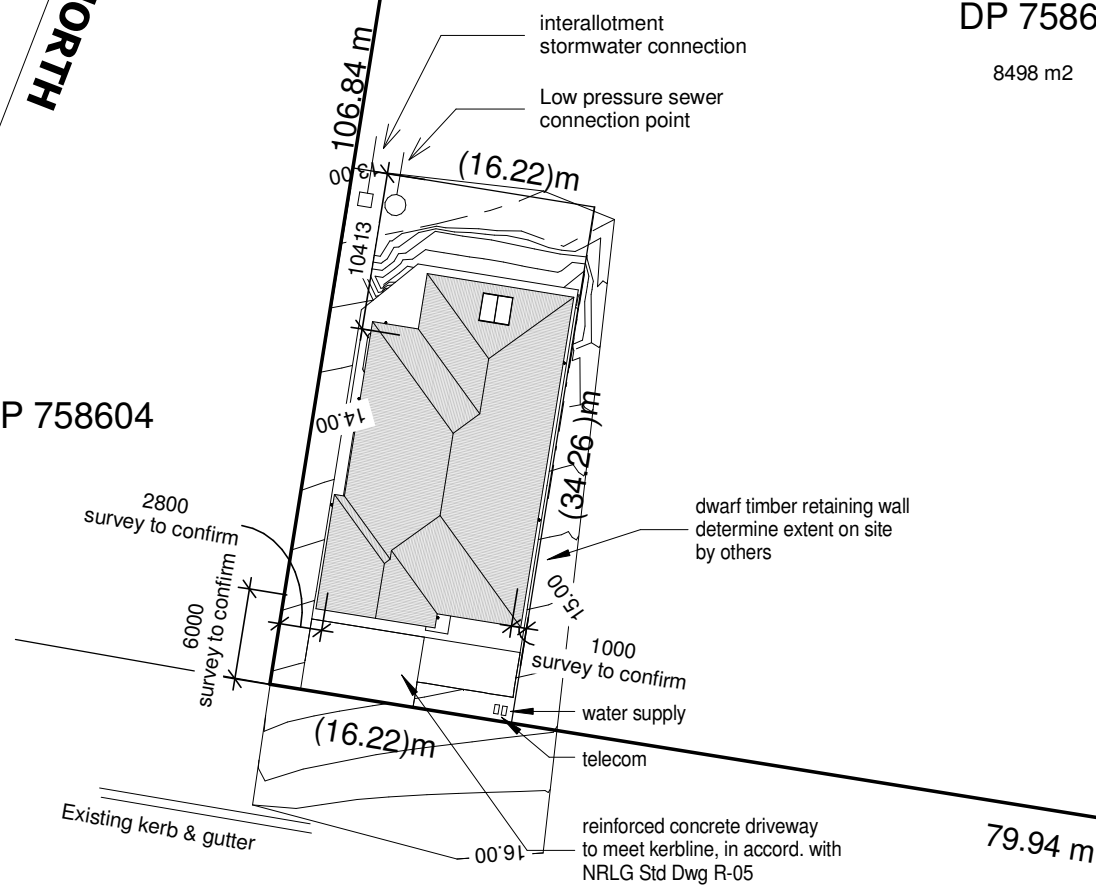 NORTH
106.84 m
interallotment
stormwater connection
DP 7586
8498 m2
Low pressure sewer
connection point
(16.22)m
13.00
10413
P 758604
14.00
(34.26 )m
2800
survey to confirm
dwarf timber retaining wall
determine extent on site
by others
6000
survey to confirm
15.00
1000
survey to confirm
(16.22)m
water supply
telecom
Existing kerb & gutter
16.00
reinforced concrete driveway
to meet kerbline, in accord. with
NRLG Std Dwg R-05
79.94 m